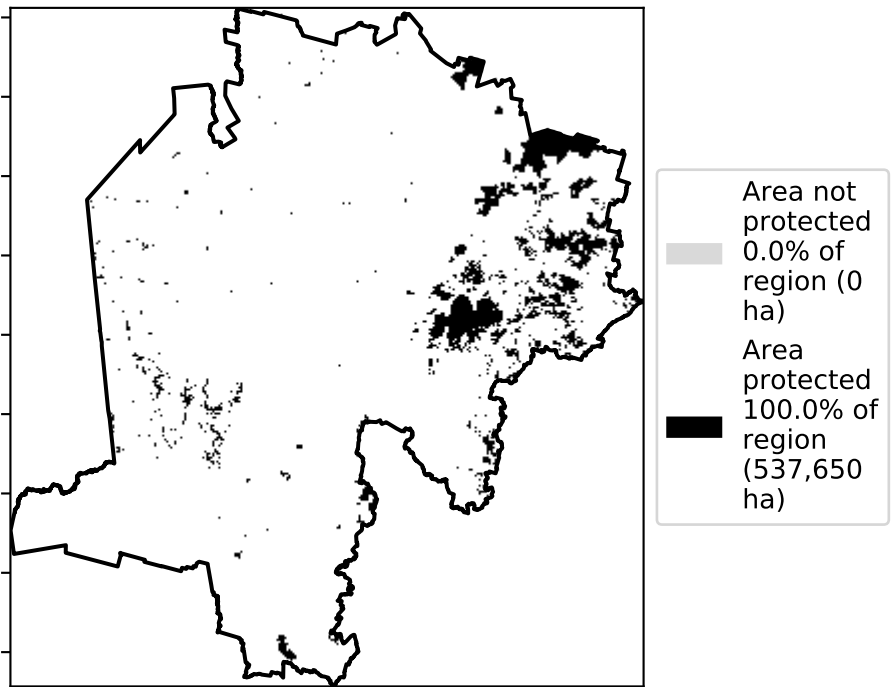 Area not
protected
0.0% of
region (0
ha)
Area
protected
100.0% of
region
(537,650
ha)